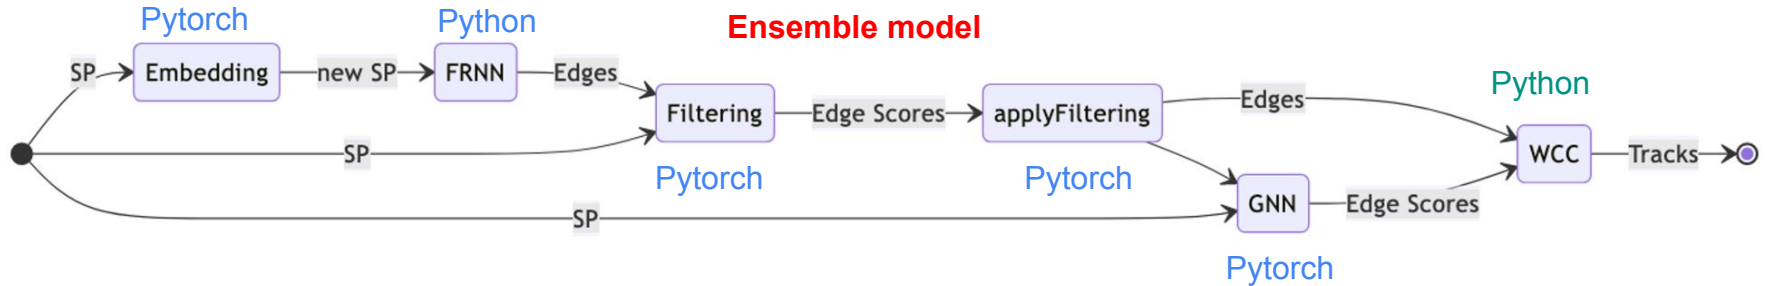 Ensemble model
Pytorch
Python
SP
Embedding
new SP
FRNN
Edges
SP
Filtering
Pytorch
Edge Scores
applyFiltering
Pytorch
Edges
SP
GNN
Pytorch
Edge Scores
Python
WCC
Tracks